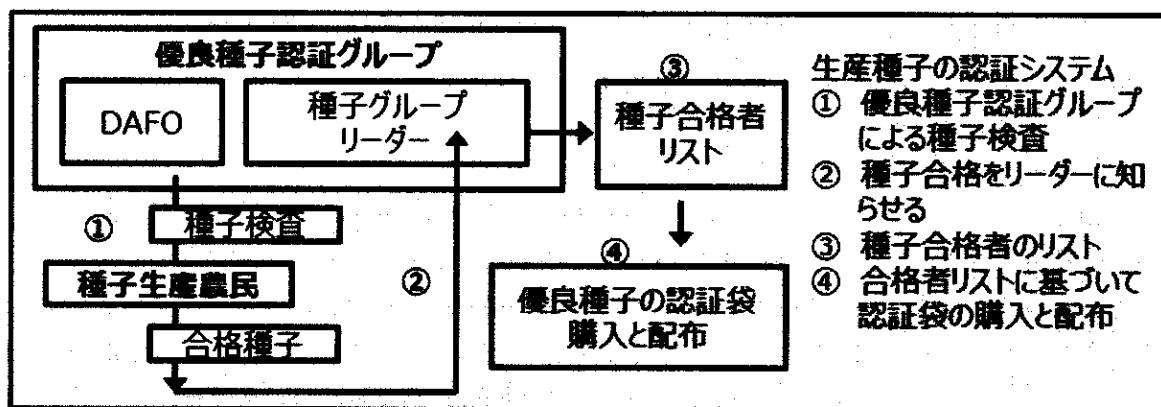 優良種子認証グループ
DAFO
種子グループ
リーダー
③
種子合格者
リスト
①
種子検査
種子生産農民
合格種子
②
④
優良種子の認証袋
購入と配布
生産種子の認証システム
① 優良種子認証グループ
による種子検査
② 種子合格をリーダーに知
らせる
③ 種子合格者のリスト
④ 合格者リストに基づいて
認証袋の購入と配布